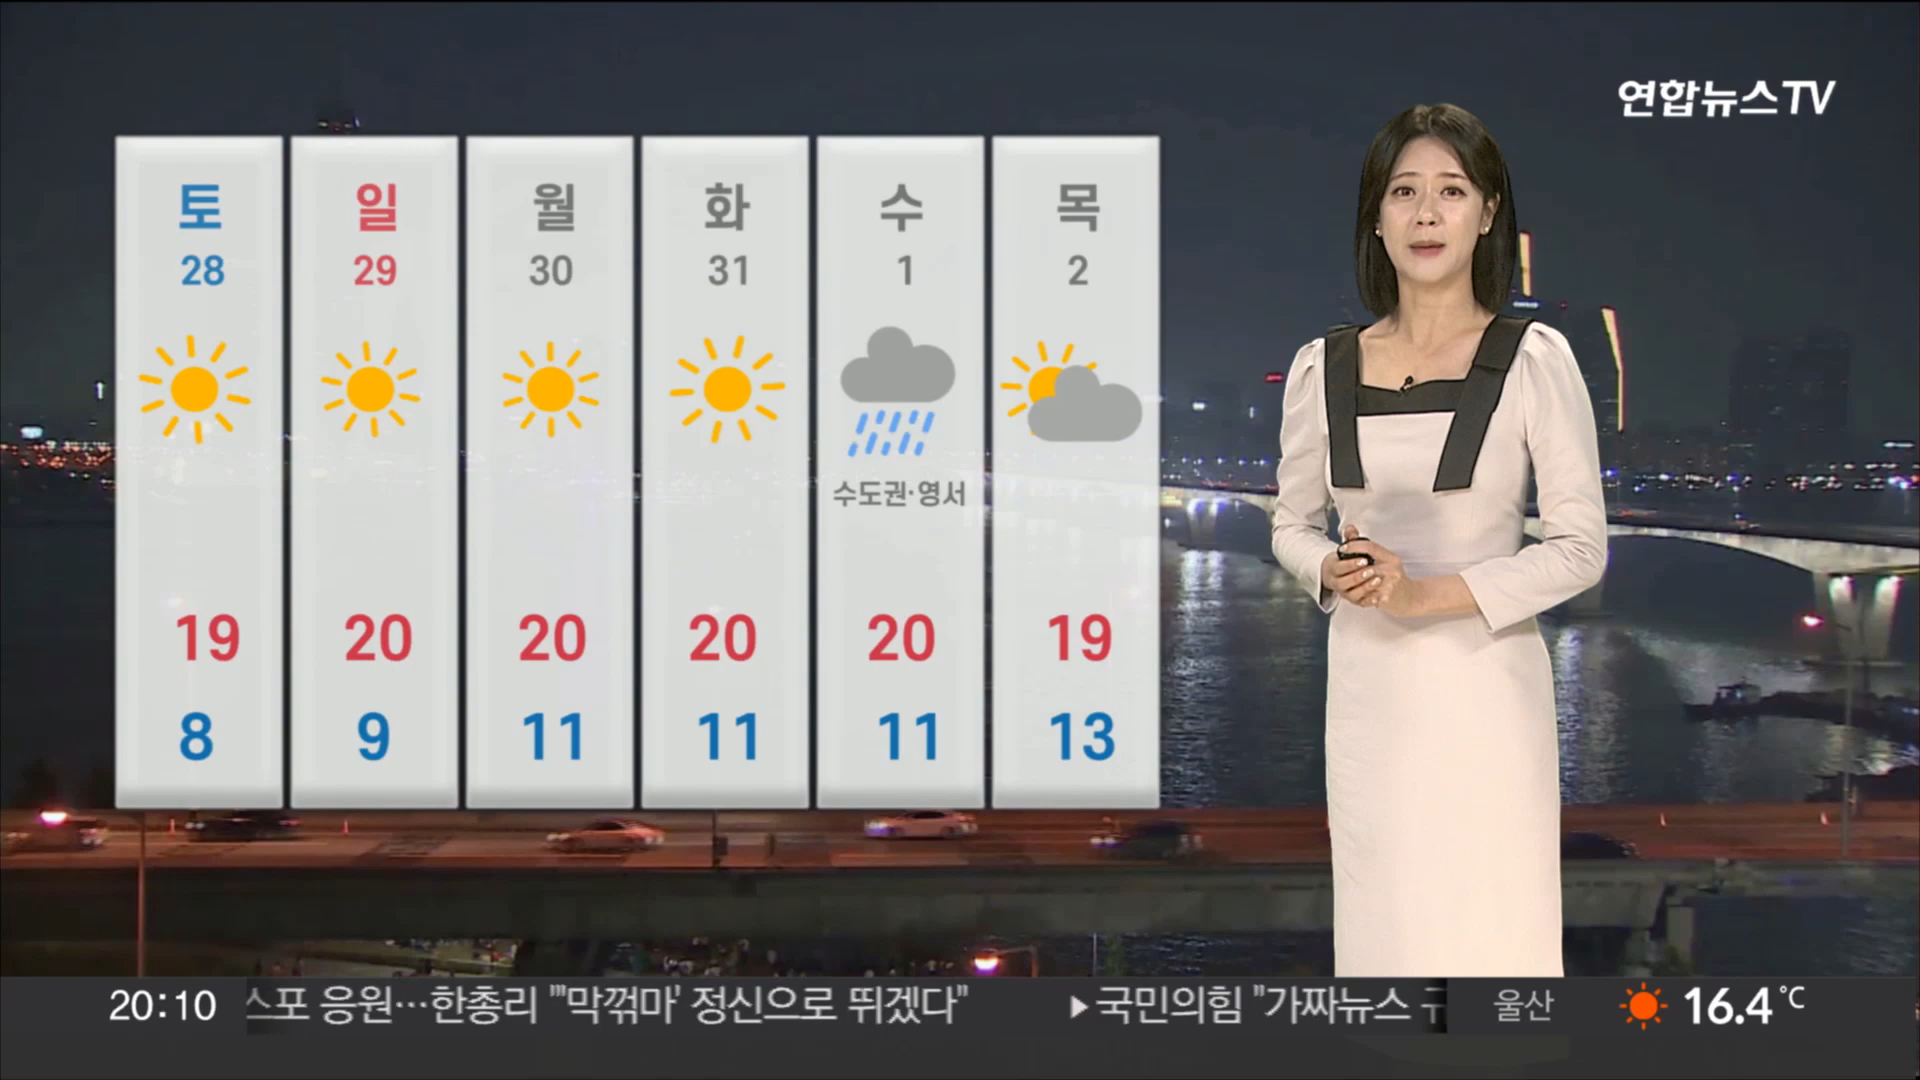 연합뉴스TV
토 일 월 화 수 목
28 29 30 31 1 2
수도권·영서
19 20 20 20 20 19
8 9 11 11 11 13
20:10 스포 응원…한총리 "'막꺾마' 정신으로 뛰겠다" ▶국민의힘 "가짜뉴스 울산 16.4℃